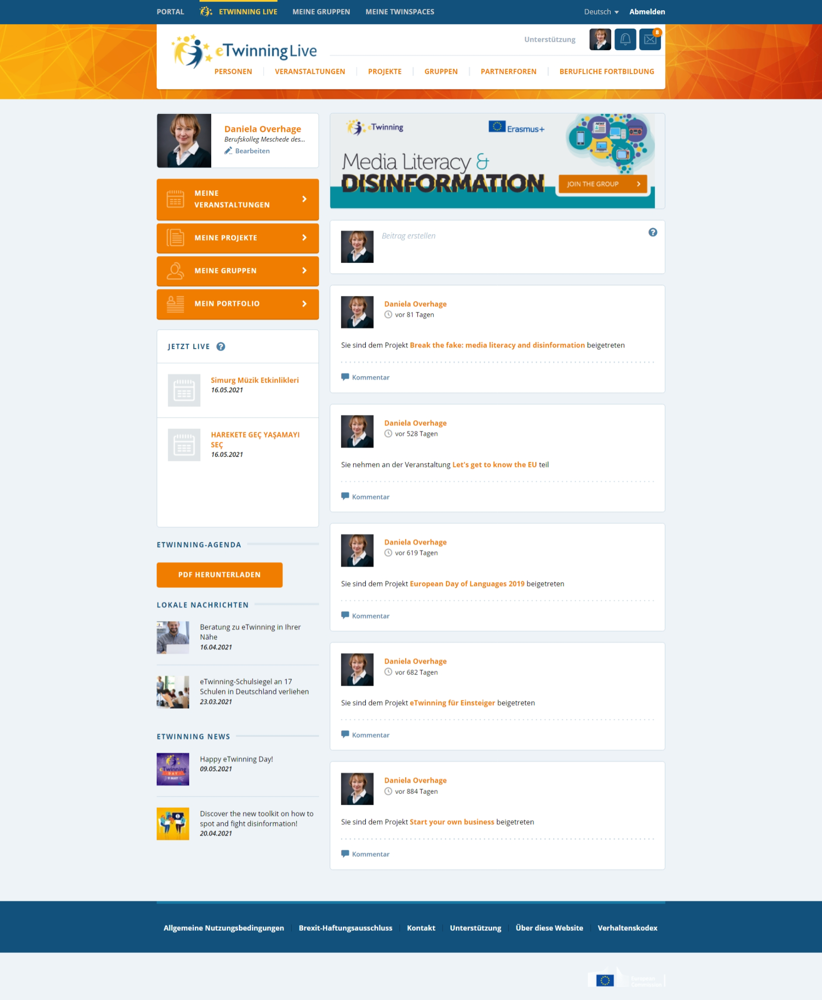 PORTAL ETWINNING LIVE MEINE GRUPPEN MEINE TWINSPACES Deutsch Abmelden
Unterstützung 8
eTwinning Live
PERSONEN VERANSTALTUNGEN PROJEKTE GRUPPEN PARTNERFOREN BERUFLICHE FORTBILDUNG
Daniela Overhage
Berufskolleg Meschede des...
Bearbeiten
MEINE
VERANSTALTUNGEN
MEINE PROJEKTE
MEINE GRUPPEN
MEIN PORTFOLIO
JETZT LIVE ?
Simurg Müzik Etkinlikleri
16.05.2021
HAREKETE GEÇ YAŞAMAYI
SEÇ
16.05.2021
ETWINNING-AGENDA
PDF HERUNTERLADEN
LOKALE NACHRICHTEN
Beratung zu eTwinning in Ihrer
Nähe
16.04.2021
eTwinning-Schulsiegel an 17
Schulen in Deutschland verliehen
23.03.2021
ETWINNING NEWS
eTwinning
DAY
9 MAY
Happy eTwinning Day!
09.05.2021
Discover the new toolkit on how to
spot and fight disinformation!
20.04.2021
eTwinning Erasmus+
NEWS
Media Literacy &
DISINFORMATION
JOIN THE GROUP
Beitrag erstellen ?
Daniela Overhage
vor 81 Tagen
Sie sind dem Projekt Break the fake: media literacy and disinformation beigetreten
Kommentar
Daniela Overhage
vor 528 Tagen
Sie nehmen an der Veranstaltung Let's get to know the EU teil
Kommentar
Daniela Overhage
vor 619 Tagen
Sie sind dem Projekt European Day of Languages 2019 beigetreten
Kommentar
Daniela Overhage
vor 682 Tagen
Sie sind dem Projekt eTwinning für Einsteiger beigetreten
Kommentar
Daniela Overhage
vor 884 Tagen
Sie sind dem Projekt Start your own business beigetreten
Kommentar
Allgemeine Nutzungsbedingungen Brexit-Haftungsausschluss Kontakt Unterstützung Über diese Website Verhaltenskodex
European
Commission